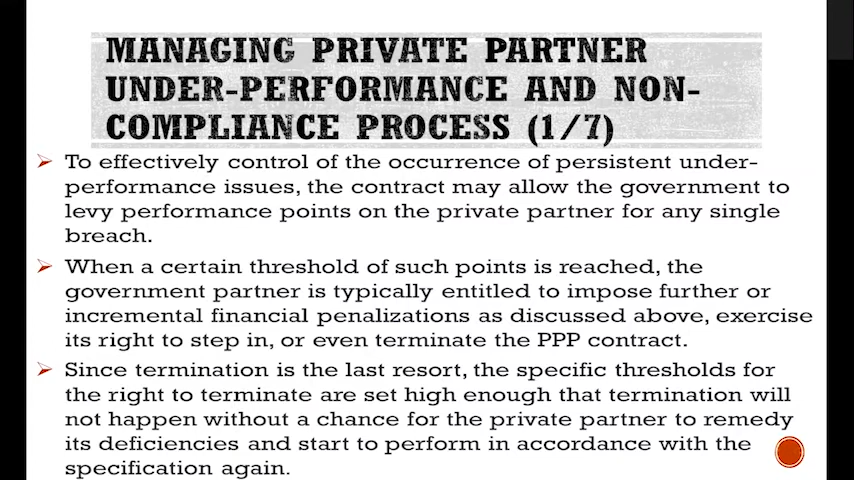 MANAGING PRIVATE PARTNER
UNDER-PERFORMANCE AND NON-
COMPLIANCE PROCESS (1/7)
To effectively control of the occurrence of persistent under-
performance issues, the contract may allow the government to
levy performance points on the private partner for any single
breach.
When a certain threshold of such points is reached, the
government partner is typically entitled to impose further or
incremental financial penalizations as discussed above, exercise
its right to step in, or even terminate the PPP contract.
Since termination is the last resort, the specific thresholds for
the right to terminate are set high enough that termination will
not happen without a chance for the private partner to remedy
its deficiencies and start to perform in accordance with the
specification again.